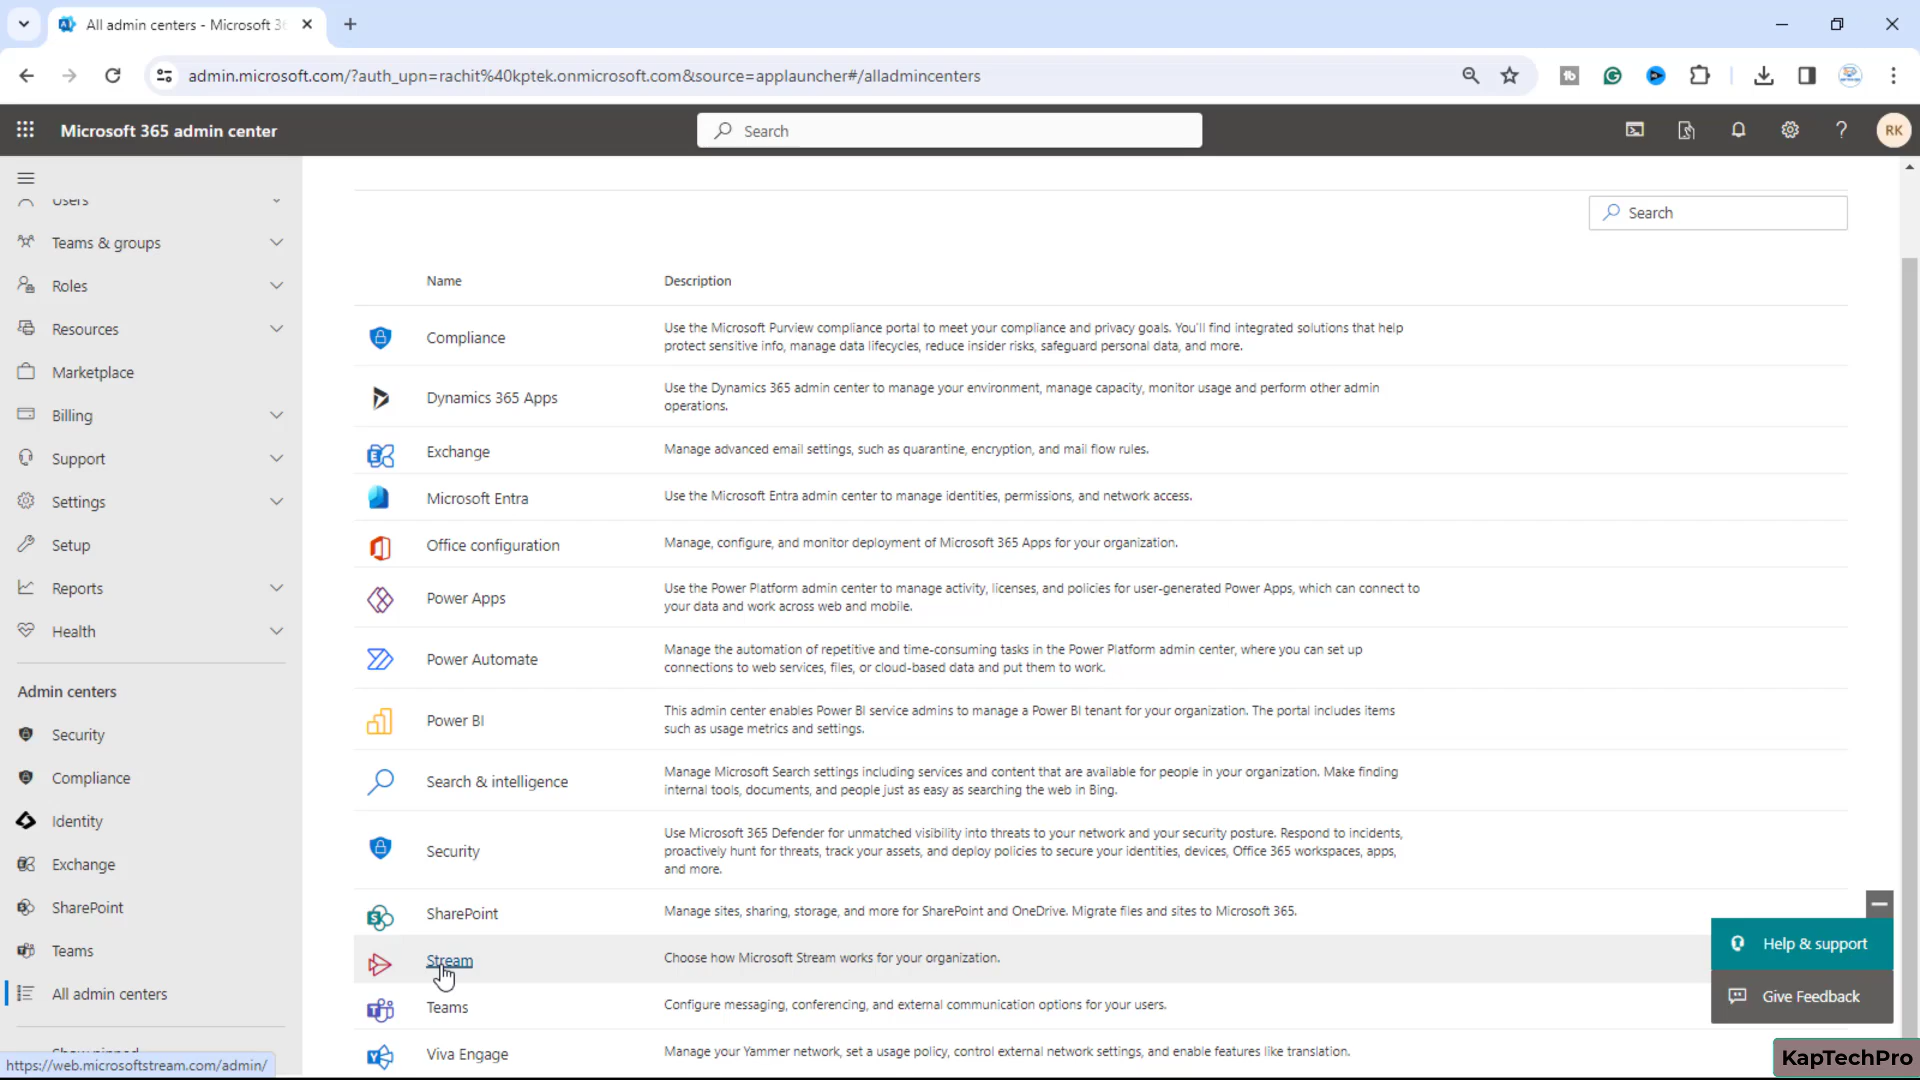 All admin centers - Microsoft 3
admin.microsoft.com/?auth_upn=rachit%40kptek.onmicrosoft.com&source=applauncher#/alladmincenters
Microsoft 365 admin center
Search
RK
Users
Teams & groups
Roles
Resources
Marketplace
Billing
Support
Settings
Setup
Reports
Health
Admin centers
Security
Compliance
Identity
Exchange
SharePoint
Teams
All admin centers
Show pinned
https://web.microsoftstream.com/admin/
Search
Name Description
Compliance
Use the Microsoft Purview compliance portal to meet your compliance and privacy goals. You'll find integrated solutions that help
protect sensitive info, manage data lifecycles, reduce insider risks, safeguard personal data, and more.
Dynamics 365 Apps
Use the Dynamics 365 admin center to manage your environment, manage capacity, monitor usage and perform other admin
operations.
Exchange
Manage advanced email settings, such as quarantine, encryption, and mail flow rules.
Microsoft Entra
Use the Microsoft Entra admin center to manage identities, permissions, and network access.
Office configuration
Manage, configure, and monitor deployment of Microsoft 365 Apps for your organization.
Power Apps
Use the Power Platform admin center to manage activity, licenses, and policies for user-generated Power Apps, which can connect to
your data and work across web and mobile.
Power Automate
Manage the automation of repetitive and time-consuming tasks in the Power Platform admin center, where you can set up
connections to web services, files, or cloud-based data and put them to work.
Power BI
This admin center enables Power BI service admins to manage a Power BI tenant for your organization. The portal includes items
such as usage metrics and settings.
Search & intelligence
Manage Microsoft Search settings including services and content that are available for people in your organization. Make finding
internal tools, documents, and people just as easy as searching the web in Bing.
Security
Use Microsoft 365 Defender for unmatched visibility into threats to your network and your security posture. Respond to incidents,
proactively hunt for threats, track your assets, and deploy policies to secure your identities, devices, Office 365 workspaces, apps,
and more.
SharePoint
Manage sites, sharing, storage, and more for SharePoint and OneDrive. Migrate files and sites to Microsoft 365.
Stream
Choose how Microsoft Stream works for your organization.
Teams
Configure messaging, conferencing, and external communication options for your users.
Viva Engage
Manage your Yammer network, set a usage policy, control external network settings, and enable features like translation.
Help & support
Give Feedback
KapTechPro